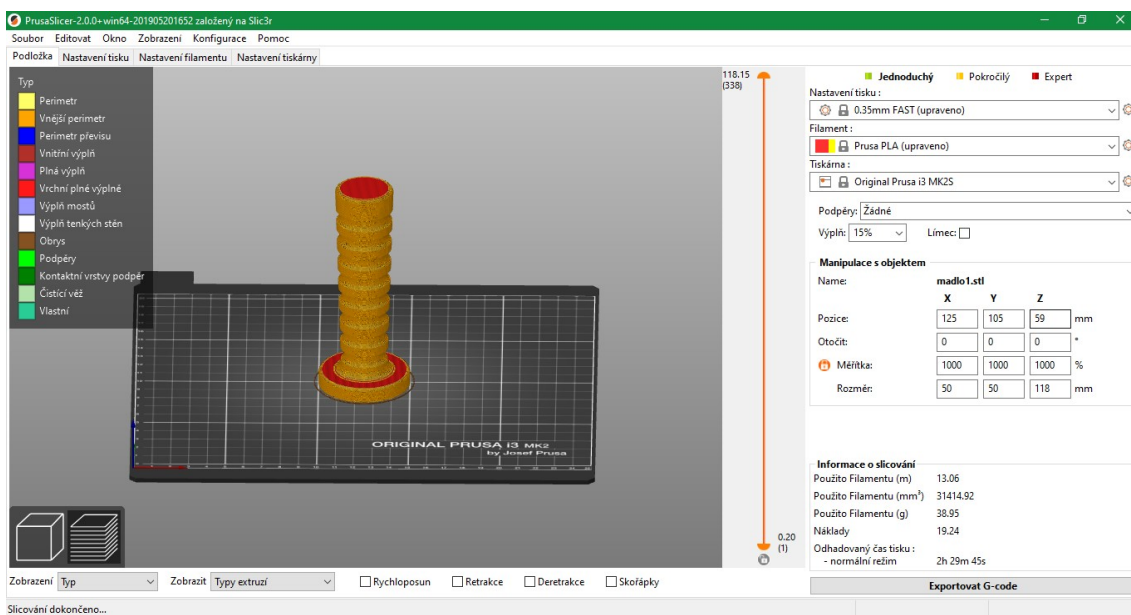 PrusaSlicer-2.0.0+win64-201905201652 založený na Slic3r
Soubor Editovat Okno Zobrazení Konfigurace Pomoc
Podložka Nastavení tisku Nastavení filamentu Nastavení tiskárny
Typ
Perimetr
Vnější perimetr
Perimetr převisu
Vnitřní výplň
Plná výplň
Vrchní plné výplně
Výplň mostů
Výplň tenkých stěn
Obrys
Podpěry
Kontaktní vrstvy podpěr
Čistící věž
Vlastní
ORIGINAL PRUSA i3 MK2
by Josef Prusa
118.15
(338)
0.20
(1)
Jednoduchý Pokročilý Expert
Nastavení tisku :
0.35mm FAST (upraveno)
Filament :
Prusa PLA (upraveno)
Tiskárna :
Original Prusa i3 MK2S
Podpěry: Žádné
Výplň: 15% Límec:
Manipulace s objektem
Name: madlo1.stl
X Y Z
Pozice: 125 105 59 mm
Otočit: 0 0 0 °
Měřítka: 1000 1000 1000 %
Rozměr: 50 50 118 mm
Informace o slicování
Použito Filamentu (m) 13.06
Použito Filamentu (mm³) 31414.92
Použito Filamentu (g) 38.95
Náklady 19.24
Odhadovaný čas tisku :
- normální režim 2h 29m 45s
Zobrazení Typ Zobrazit Typy extruzí Rychloposun Retrakce Deretrakce Skořápky
Exportovat G-code
Slicování dokončeno...